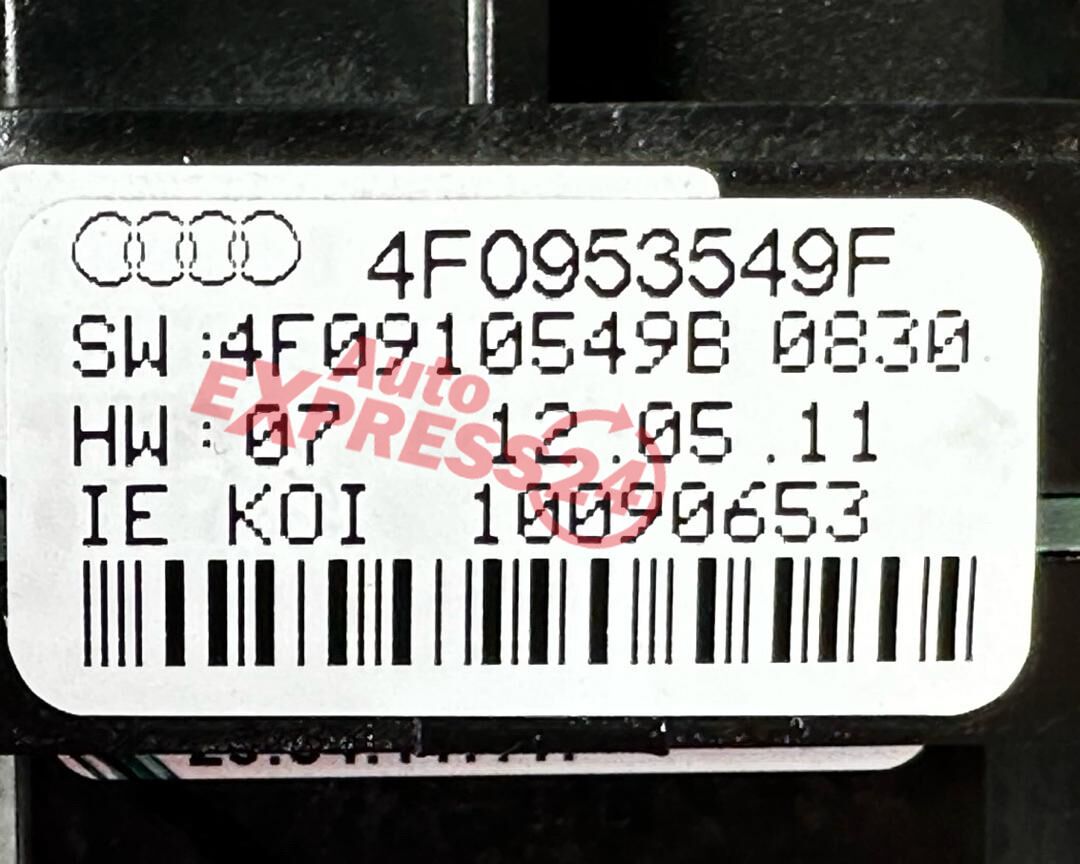 4F0953549F
SW :4F0910549B 0830
HW : 07 12.05 .11
IE KOI 10090653
Auto
EXPRESS24